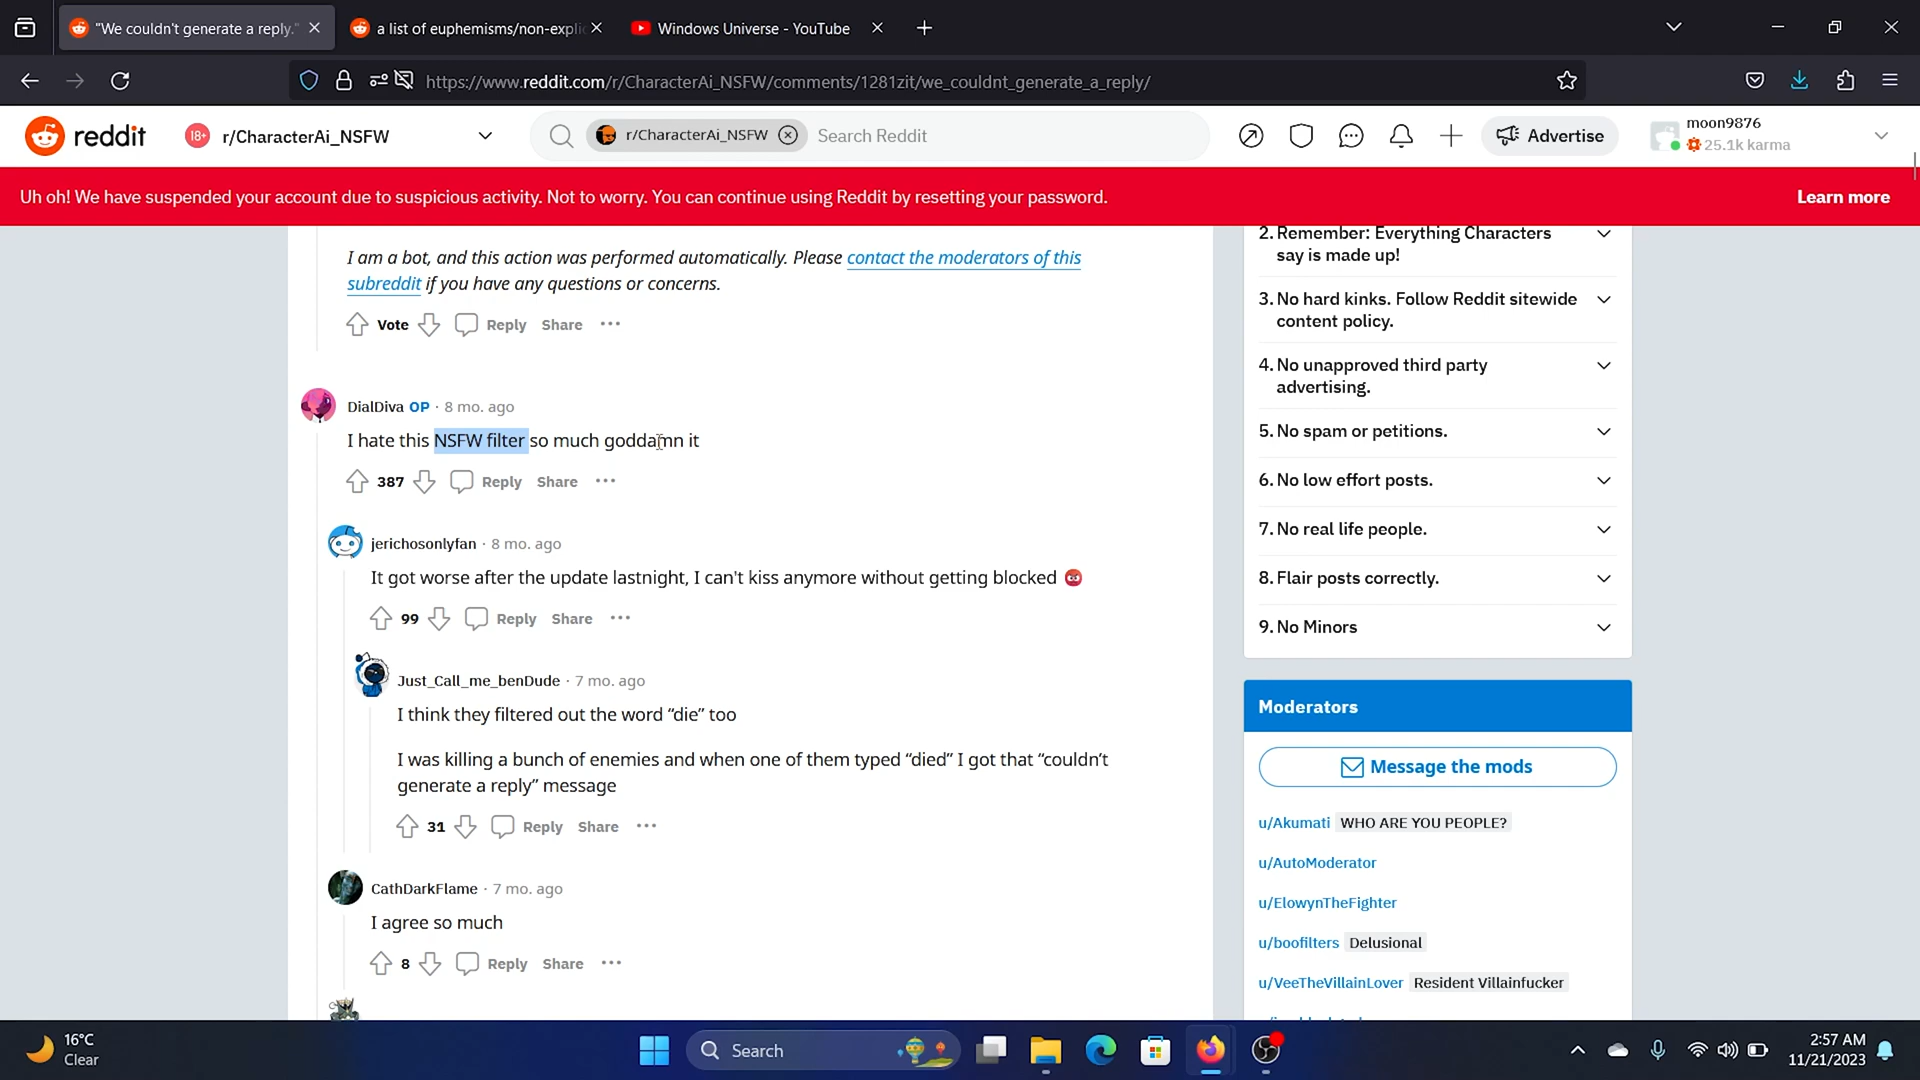 "We couldn't generate a reply."
a list of euphemisms/non-expli
Windows Universe - YouTube
https://www.reddit.com/r/CharacterAi_NSFW/comments/1281zit/we_couldnt_generate_a_reply/
reddit
18+
r/CharacterAi_NSFW
r/CharacterAi_NSFW
Search Reddit
Advertise
moon9876
25.1k karma
Uh oh! We have suspended your account due to suspicious activity. Not to worry. You can continue using Reddit by resetting your password.
Learn more
I am a bot, and this action was performed automatically. Please contact the moderators of this
subreddit if you have any questions or concerns.
Vote
Reply
Share
DialDiva OP · 8 mo. ago
I hate this NSFW filter so much goddamn it
387
Reply
Share
jerichosonlyfan · 8 mo. ago
It got worse after the update lastnight, I can't kiss anymore without getting blocked
99
Reply
Share
Just_Call_me_benDude · 7 mo. ago
I think they filtered out the word “die” too
I was killing a bunch of enemies and when one of them typed “died” I got that “couldn’t
generate a reply” message
31
Reply
Share
CathDarkFlame · 7 mo. ago
I agree so much
8
Reply
Share
2. Remember: Everything Characters
say is made up!
3. No hard kinks. Follow Reddit sitewide
content policy.
4. No unapproved third party
advertising.
5. No spam or petitions.
6. No low effort posts.
7. No real life people.
8. Flair posts correctly.
9. No Minors
Moderators
Message the mods
u/Akumati WHO ARE YOU PEOPLE?
u/AutoModerator
u/ElowynTheFighter
u/boofilters Delusional
u/VeeTheVillainLover Resident Villainfucker
16°C
Clear
Search
2:57 AM
11/21/2023